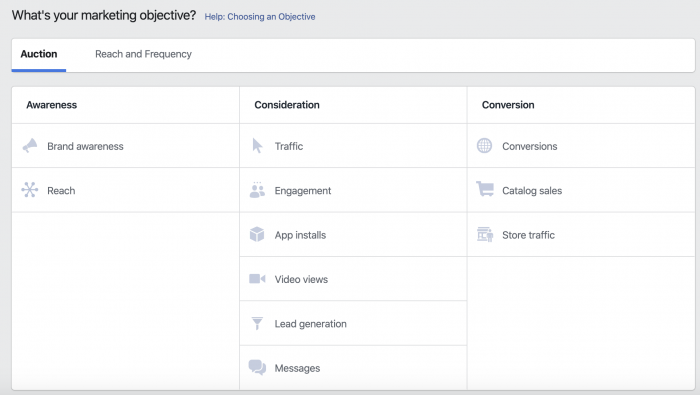 What's your marketing objective? Help: Choosing an Objective
Auction Reach and Frequency
Awareness Consideration Conversion
Brand awareness Traffic Conversions
Reach Engagement Catalog sales
App installs Store traffic
Video views
Lead generation
Messages